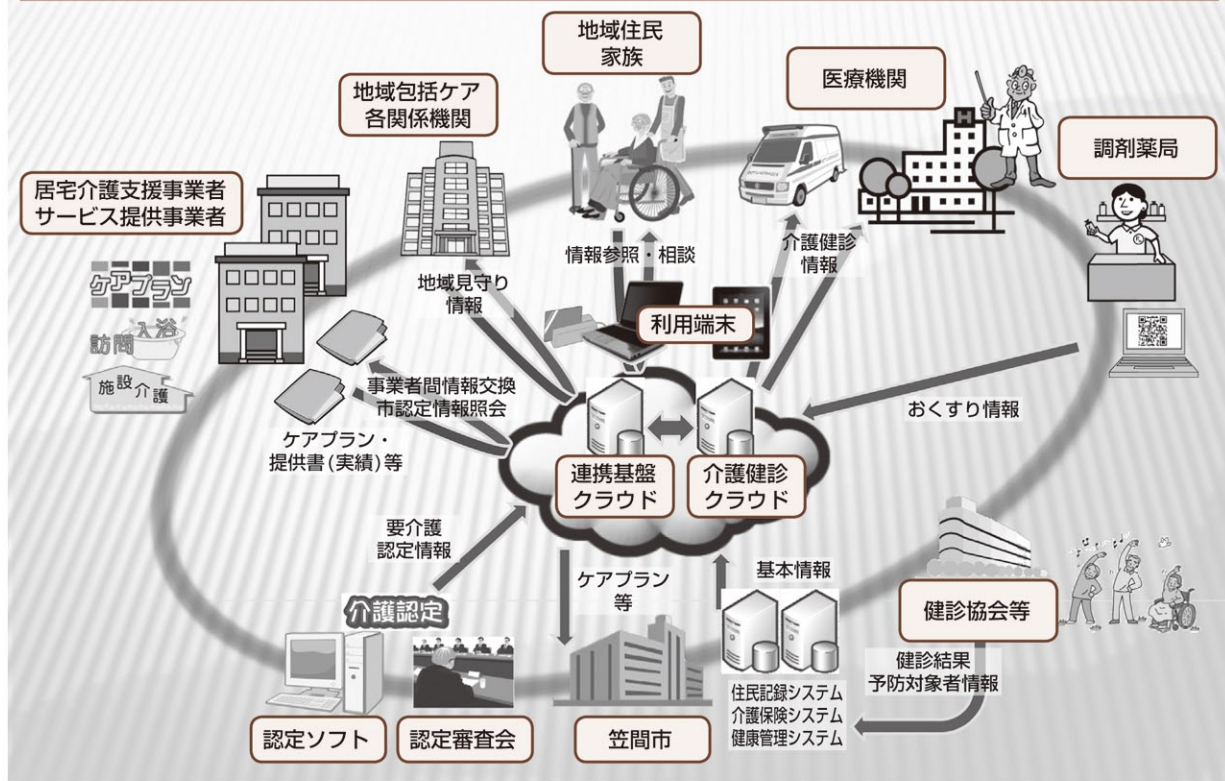 地域住民
家族
地域包括ケア
各関係機関
医療機関
調剤薬局
居宅介護支援事業者
サービス提供事業者
ケアプラン
訪問入浴
施設介護
地域見守り
情報
情報参照・相談
介護健診
情報
利用端末
おくすり情報
事業者間情報交換
市認定情報照会
ケアプラン・
提供書(実績)等
連携基盤
クラウド
介護健診
クラウド
要介護
認定情報
ケアプラン
等
基本情報
介護認定
認定ソフト
認定審査会
笠間市
住民記録システム
介護保険システム
健康管理システム
健診協会等
健診結果
予防対象者情報
H